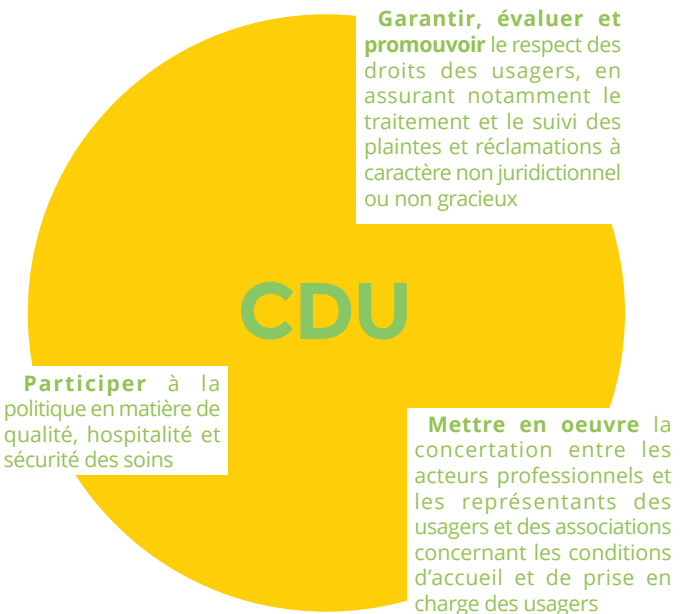 Garantir, évaluer et
promouvoir le respect des
droits des usagers, en
assurant notamment le
traitement et le suivi des
plaintes et réclamations à
caractère non juridictionnel
ou non gracieux
CDU
Participer à la
politique en matière de
qualité, hospitalité et
sécurité des soins
Mettre en oeuvre la
concertation entre les
acteurs professionnels et
les représentants des
usagers et des associations
concernant les conditions
d’accueil et de prise en
charge des usagers